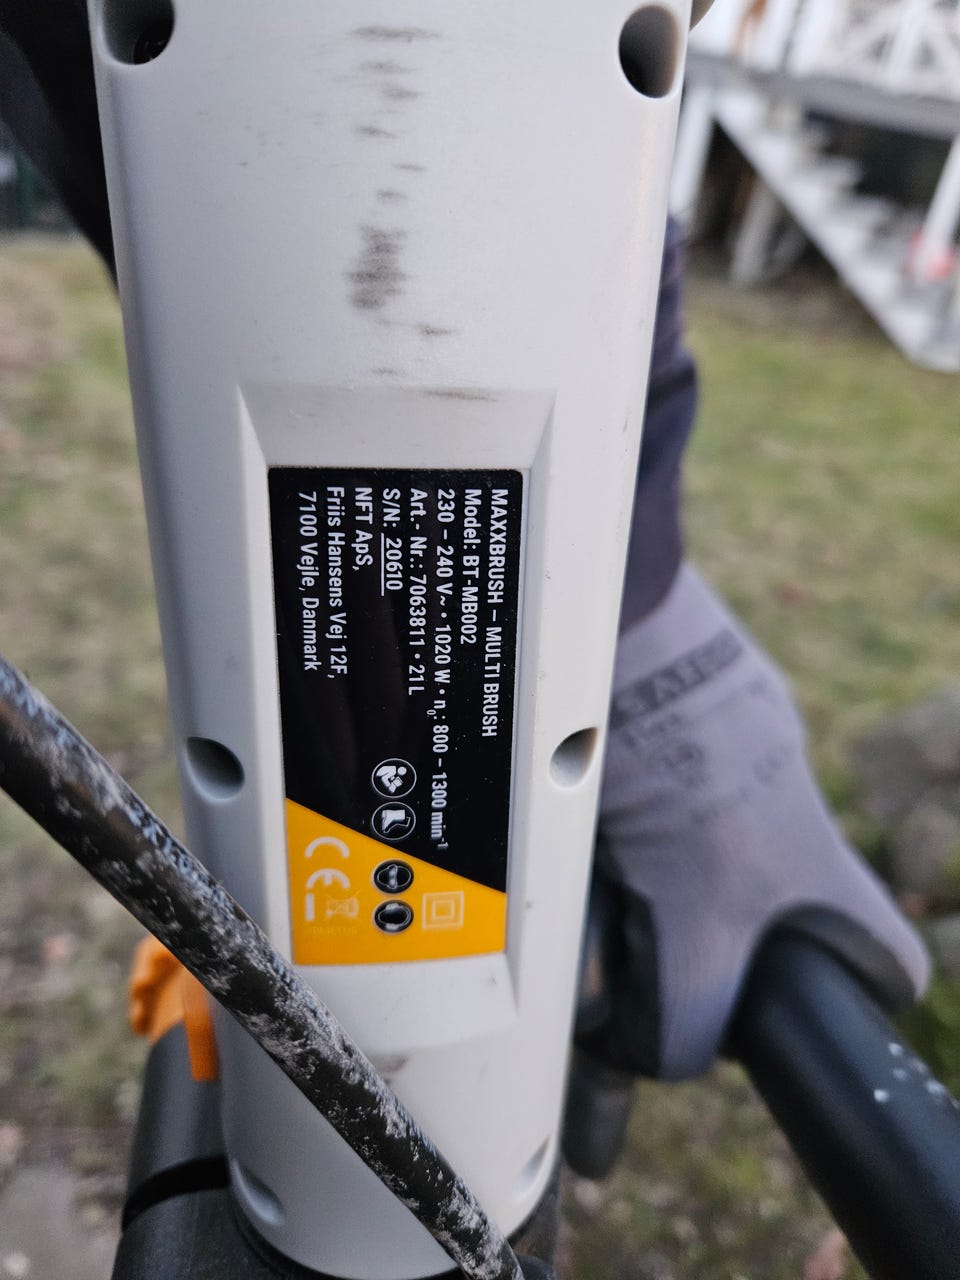 MAXXBRUSH – MULTI BRUSH
Model: BT-MB002
230 – 240 V~ • 1020 W • n₀: 800 – 1300 min⁻¹
Art.- Nr.: 7063811 • 21L
S/N: 20610
NFT ApS,
Friis Hansens Vej 12F,
7100 Vejle, Danmark
CE